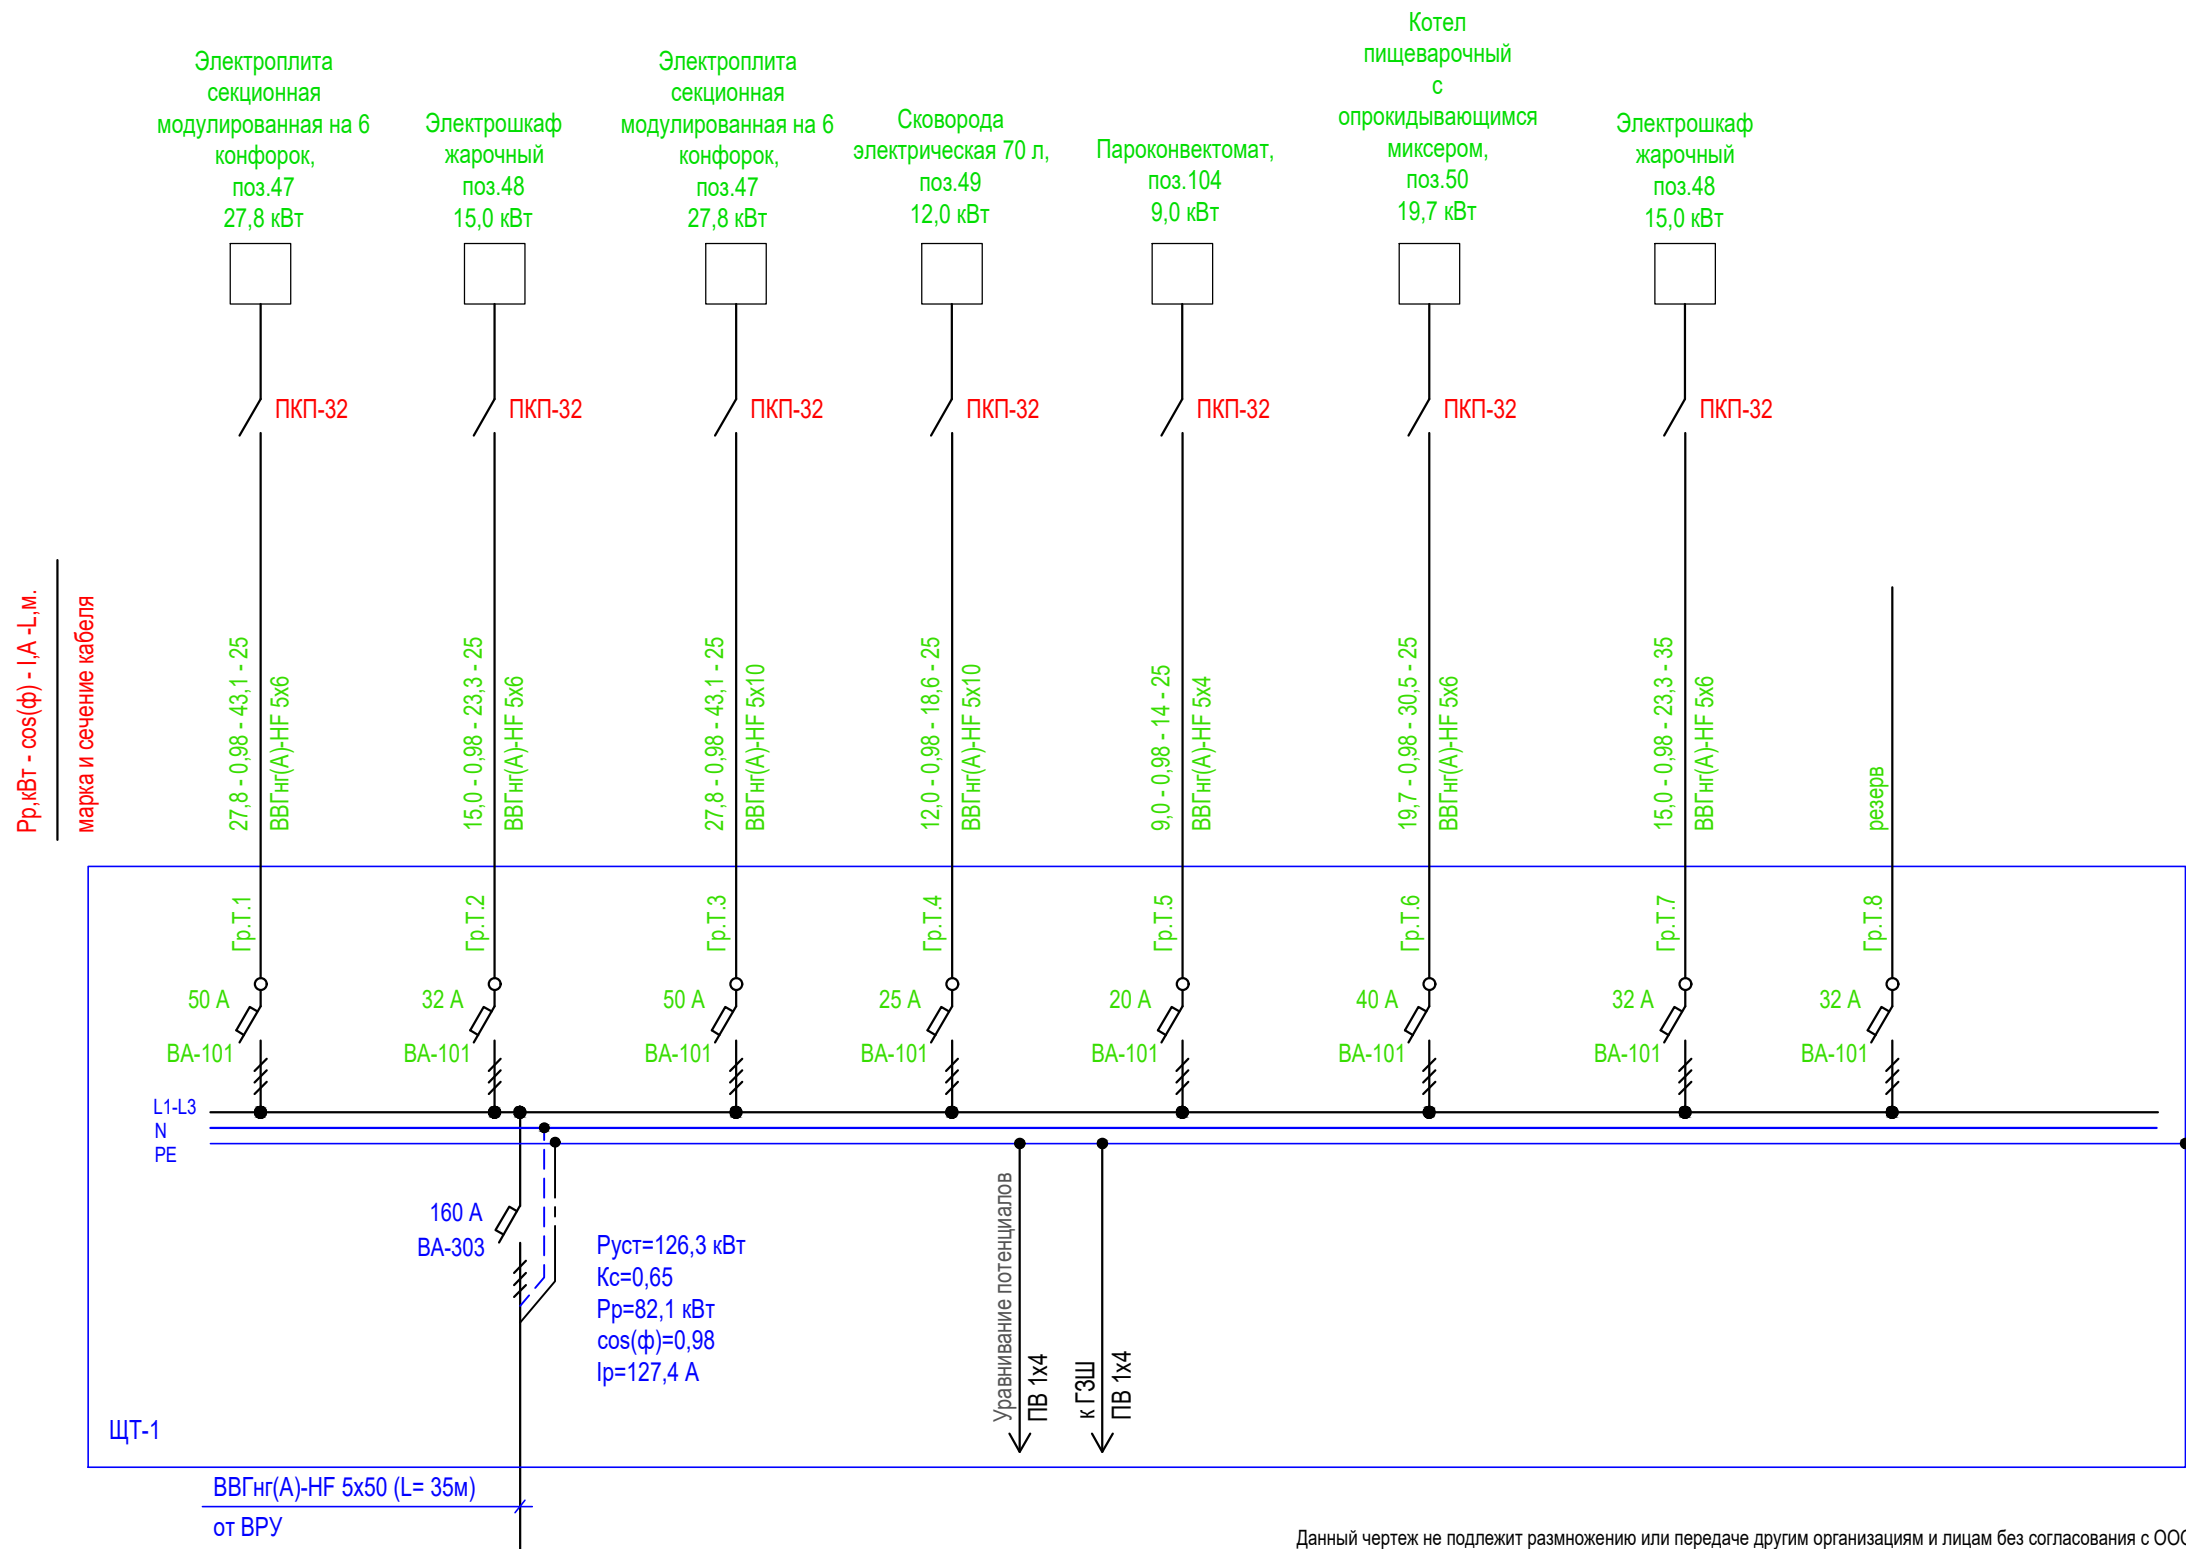 Электроплита
секционная
модулированная на 6
конфорок,
поз.47
27,8 кВт
Электрошкаф
жарочный
поз.48
15,0 кВт
Электроплита
секционная
модулированная на 6
конфорок,
поз.47
27,8 кВт
Сковорода
электрическая 70 л,
поз.49
12,0 кВт
Пароконвектомат,
поз.104
9,0 кВт
Котел
пищеварочный
с
опрокидывающимся
миксером,
поз.50
19,7 кВт
Электрошкаф
жарочный
поз.48
15,0 кВт
ПКП-32
ПКП-32
ПКП-32
ПКП-32
ПКП-32
ПКП-32
ПКП-32
Рр,кВт - cos(ф) - I,А -L,м.
марка и сечение кабеля
27,8 - 0,98 - 43,1 - 25
ВВГнг(А)-HF 5х6
15,0 - 0,98 - 23,3 - 25
ВВГнг(А)-HF 5х6
27,8 - 0,98 - 43,1 - 25
ВВГнг(А)-HF 5х10
12,0 - 0,98 - 18,6 - 25
ВВГнг(А)-HF 5х10
9,0 - 0,98 - 14 - 25
ВВГнг(А)-HF 5х4
19,7 - 0,98 - 30,5 - 25
ВВГнг(А)-HF 5х6
15,0 - 0,98 - 23,3 - 35
ВВГнг(А)-HF 5х6
резерв
Гр.Т.1
Гр.Т.2
Гр.Т.3
Гр.Т.4
Гр.Т.5
Гр.Т.6
Гр.Т.7
Гр.Т.8
50 А
32 А
50 А
25 А
20 А
40 А
32 А
32 А
ВА-101
ВА-101
ВА-101
ВА-101
ВА-101
ВА-101
ВА-101
ВА-101
L1-L3
N
PE
160 А
ВА-303
Руст=126,3 кВт
Кс=0,65
Рр=82,1 кВт
cos(ф)=0,98
Iр=127,4 А
Уравнивание потенциалов
ПВ 1х4
к ГЗШ
ПВ 1х4
ЩТ-1
ВВГнг(А)-HF 5х50 (L= 35м)
от ВРУ
Данный чертеж не подлежит размножению или передаче другим организациям и лицам без согласования с ООО